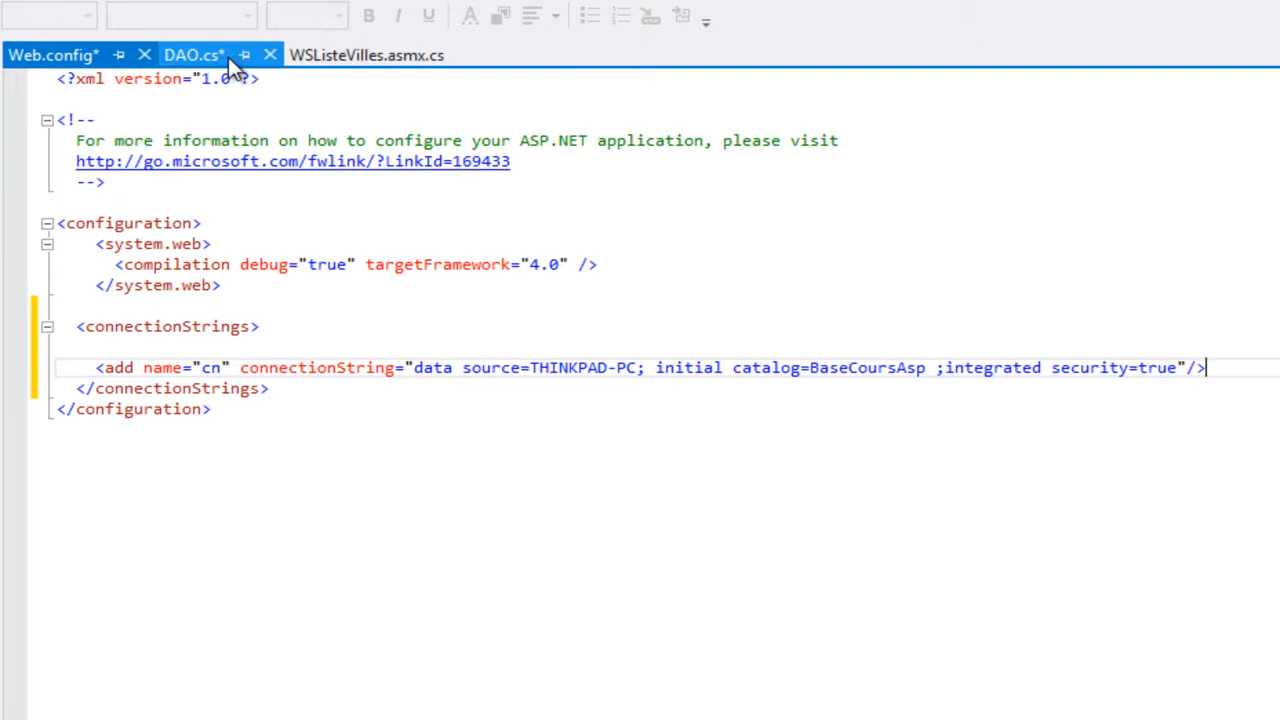 B I U A
Web.config* DAO.cs* WSListeVilles.asmx.cs
<?xml version="1.0"?>
<!--
For more information on how to configure your ASP.NET application, please visit
http://go.microsoft.com/fwlink/?LinkId=169433
-->
<configuration>
<system.web>
<compilation debug="true" targetFramework="4.0" />
</system.web>
<connectionStrings>
<add name="cn" connectionString="data source=THINKPAD-PC; initial catalog=BaseCoursAsp ;integrated security=true"/>
</connectionStrings>
</configuration>